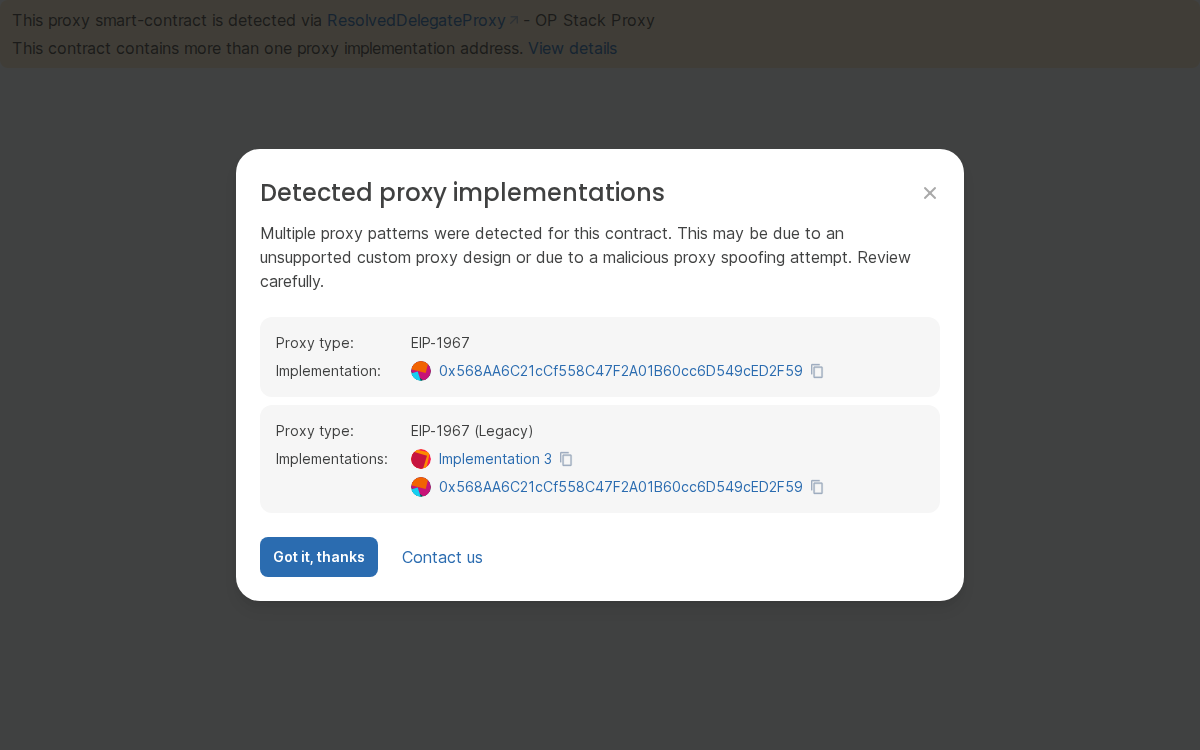 This proxy smart-contract is detected via ResolvedDelegateProxy - OP Stack Proxy
This contract contains more than one proxy implementation address. View details
Detected proxy implementations
Multiple proxy patterns were detected for this contract. This may be due to an
unsupported custom proxy design or due to a malicious proxy spoofing attempt. Review
carefully.
Proxy type: EIP-1967
Implementation: 0x568AA6C21cCf558C47F2A01B60cc6D549cED2F59
Proxy type: EIP-1967 (Legacy)
Implementations: Implementation 3
0x568AA6C21cCf558C47F2A01B60cc6D549cED2F59
Got it, thanks Contact us